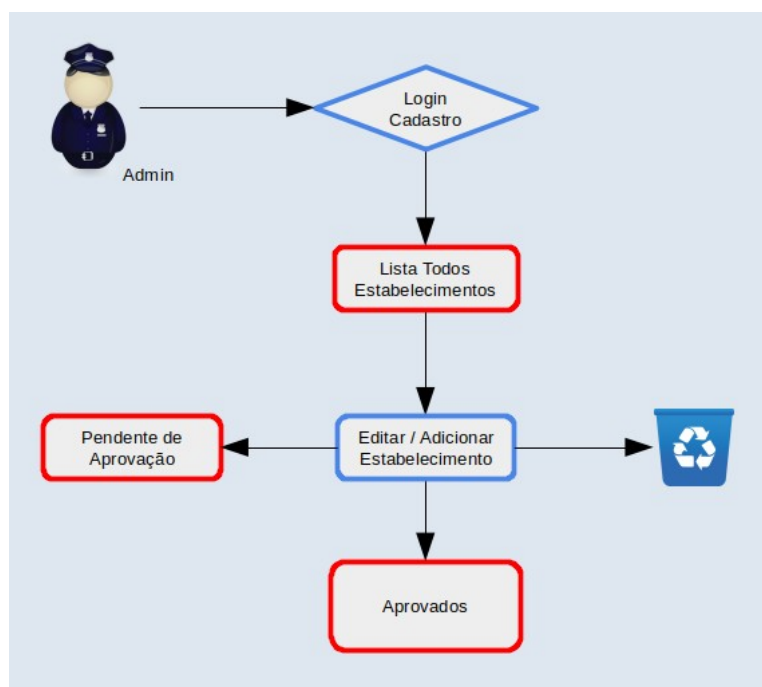 Login
Cadastro
Admin
Lista Todos
Estabelecimentos
Pendente de
Aprovação
Editar / Adicionar
Estabelecimento
Aprovados